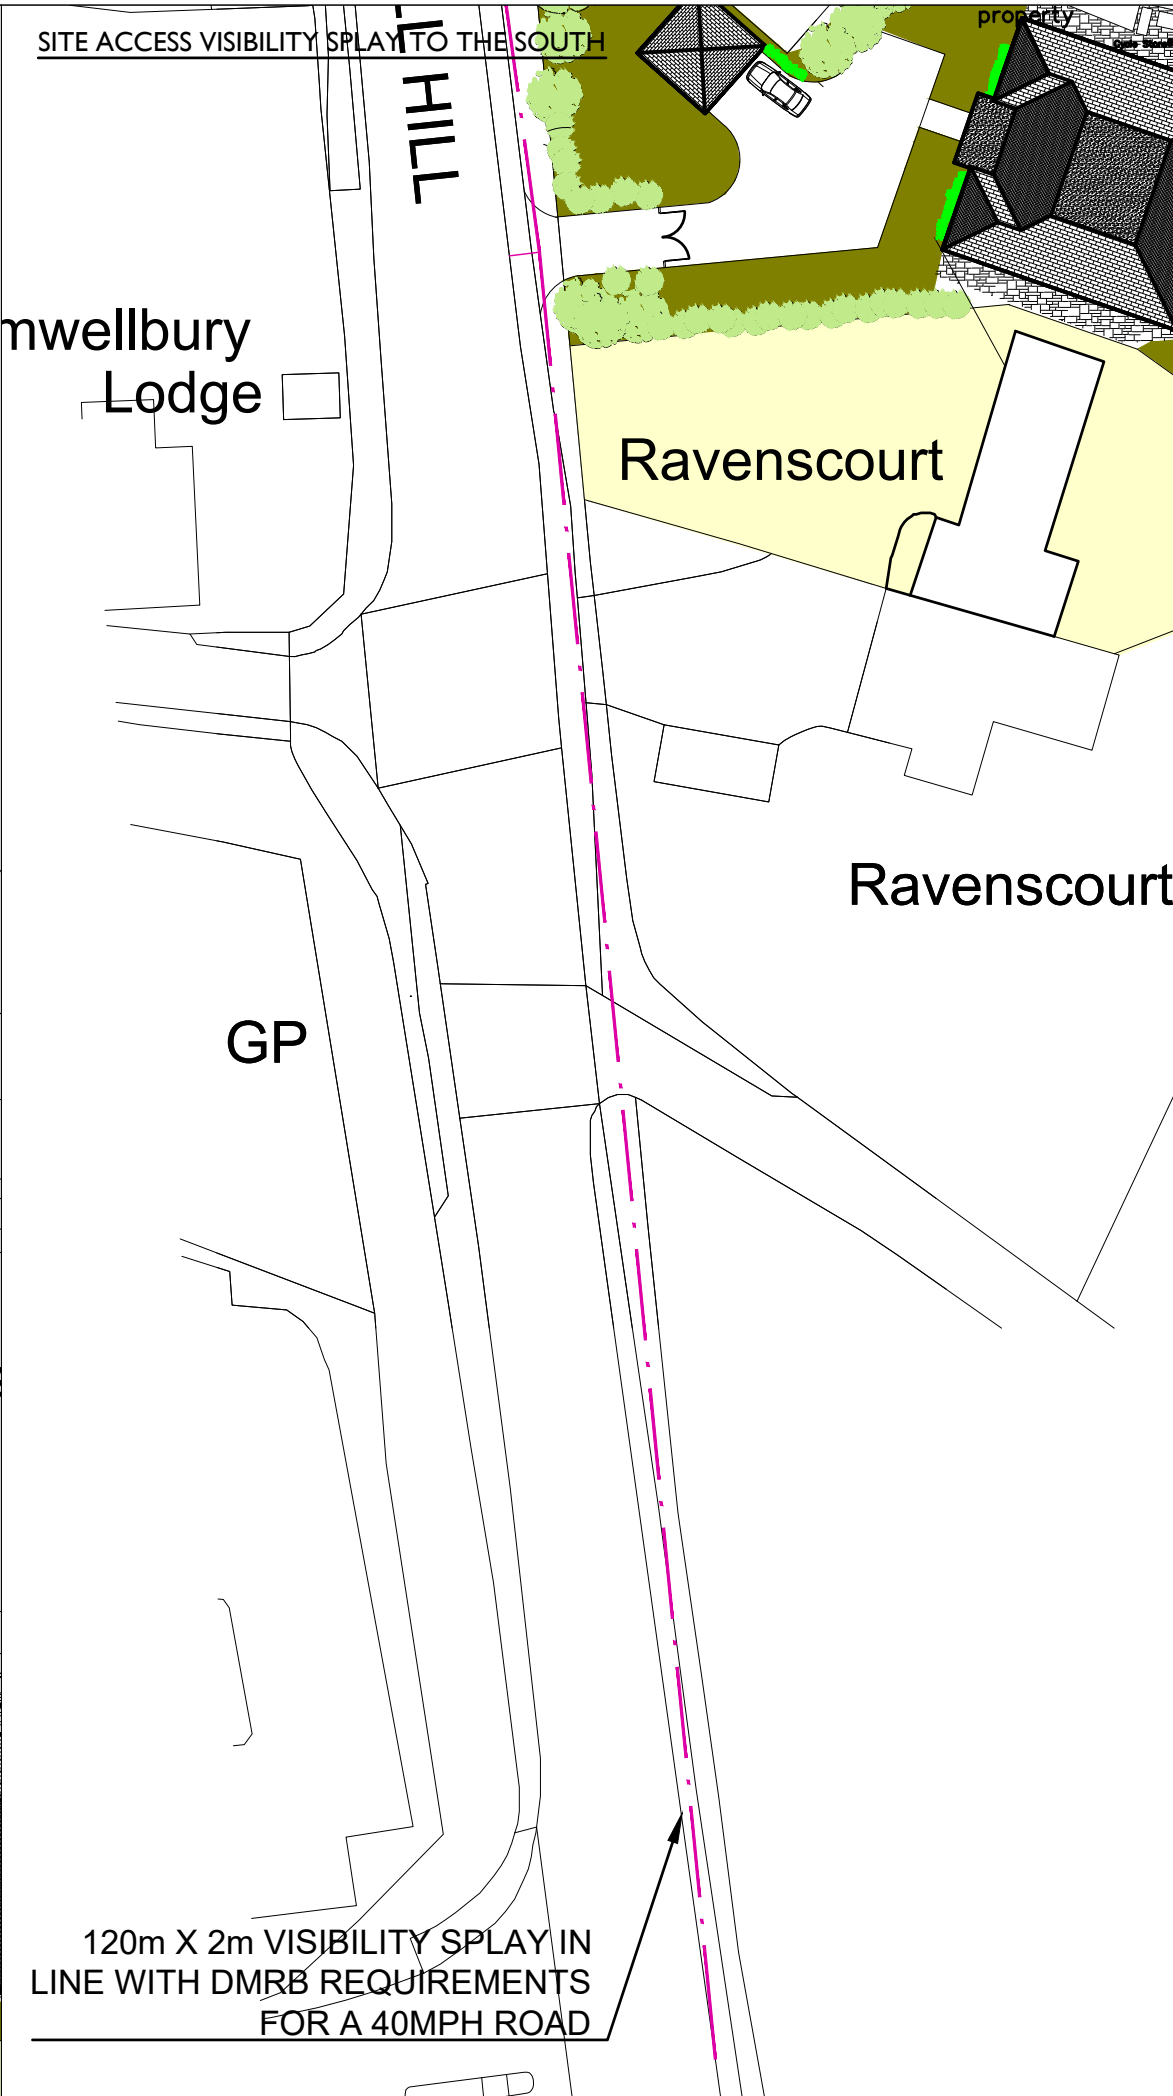 property
SITE ACCESS VISIBILITY SPLAY TO THE SOUTH
HILL
mwellbury
Lodge
Ravenscourt
Ravenscourt
GP
120m X 2m VISIBILITY SPLAY IN
LINE WITH DMRB REQUIREMENTS
FOR A 40MPH ROAD